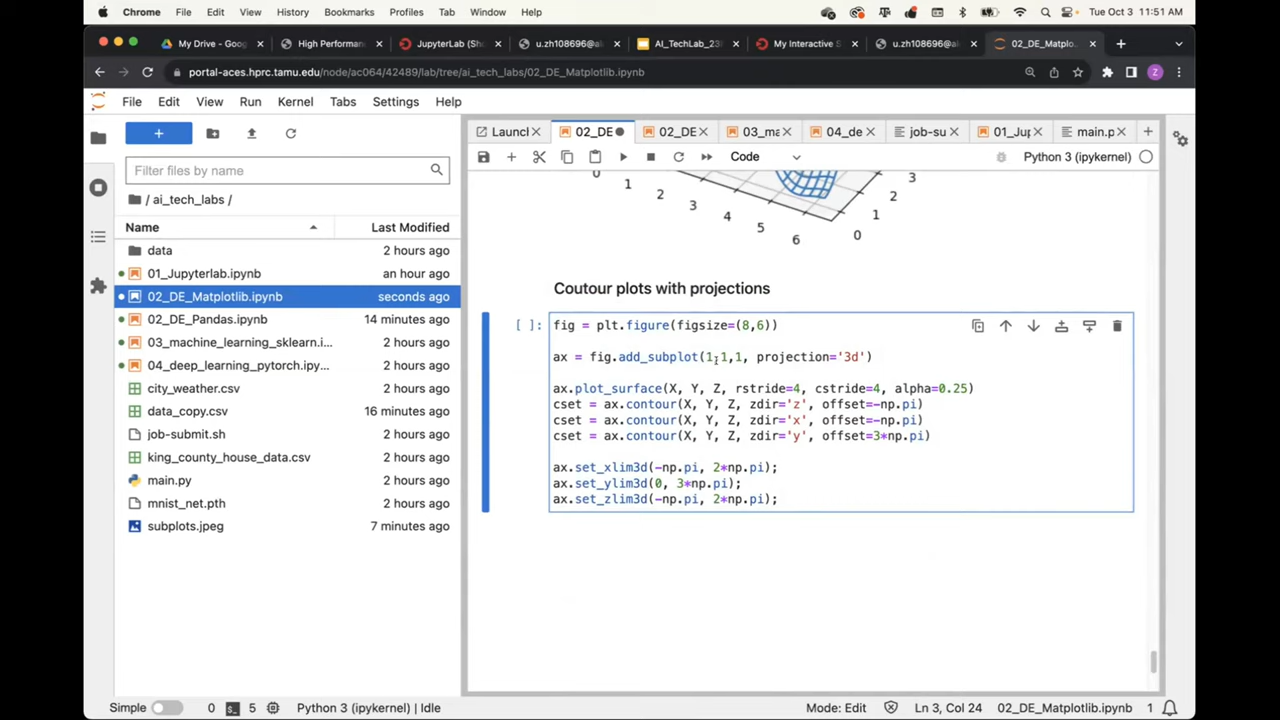 Chrome File Edit View History Bookmarks Profiles Tab Window Help Tue Oct 3 11:51 AM
My Drive - Goo High Performan JupyterLab (Sh u.zh108696@al AI_TechLab_23 My Interactive S u.zh108696@al 02_DE_Matplo
portal-aces.hprc.tamu.edu/node/ac064/42489/lab/tree/ai_tech_labs/02_DE_Matplotlib.ipynb Z
File Edit View Run Kernel Tabs Settings Help
Launch 02_DE 02_DE 03_ma 04_de job-su 01_Jup main.p
Code Python 3 (ipykernel)
Filter files by name
/ ai_tech_labs /
Name Last Modified
data 2 hours ago
01_Jupyterlab.ipynb an hour ago
02_DE_Matplotlib.ipynb seconds ago
02_DE_Pandas.ipynb 14 minutes ago
03_machine_learning_sklearn.i... 2 hours ago
04_deep_learning_pytorch.ipy... 2 hours ago
city_weather.csv 2 hours ago
data_copy.csv 16 minutes ago
job-submit.sh 2 hours ago
king_county_house_data.csv 2 hours ago
main.py 2 hours ago
mnist_net.pth 2 hours ago
subplots.jpeg 7 minutes ago
0 1 2 3 4 5 6 0 1 2 3
Coutour plots with projections
[ ]: fig = plt.figure(figsize=(8,6))
ax = fig.add_subplot(1,1,1, projection='3d')
ax.plot_surface(X, Y, Z, rstride=4, cstride=4, alpha=0.25)
cset = ax.contour(X, Y, Z, zdir='z', offset=-np.pi)
cset = ax.contour(X, Y, Z, zdir='x', offset=-np.pi)
cset = ax.contour(X, Y, Z, zdir='y', offset=3*np.pi)
ax.set_xlim3d(-np.pi, 2*np.pi);
ax.set_ylim3d(0, 3*np.pi);
ax.set_zlim3d(-np.pi, 2*np.pi);
Simple 0 5 Python 3 (ipykernel) | Idle Mode: Edit Ln 3, Col 24 02_DE_Matplotlib.ipynb 1